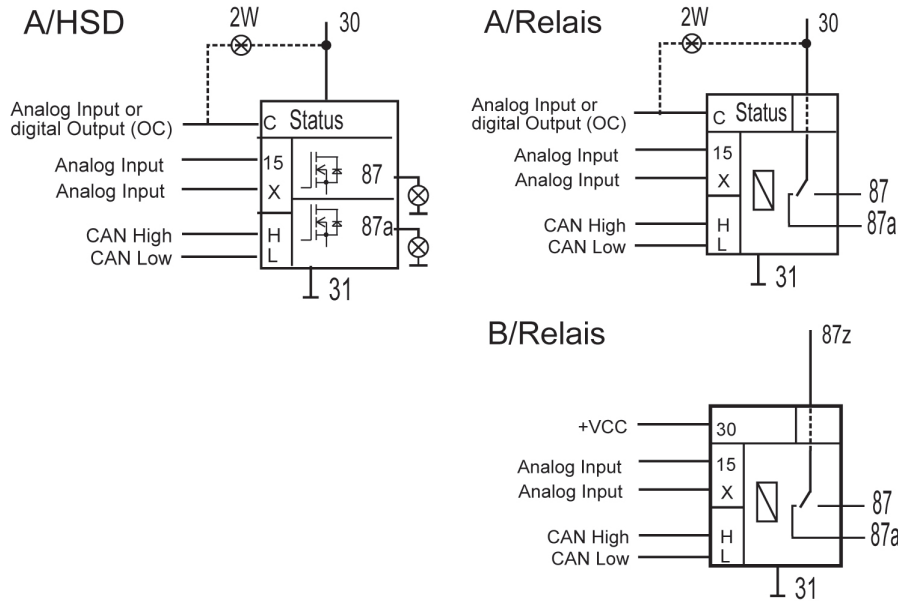 A/HSD
2W
30
Analog Input or
digital Output (OC)
C Status
Analog Input
15
87
Analog Input
X
87a
CAN High
H
CAN Low
L
31
A/Relais
2W
30
Analog Input or
digital Output (OC)
C Status
Analog Input
15
Analog Input
X
87
CAN High
H
87a
CAN Low
L
31
B/Relais
87z
+VCC
30
Analog Input
15
Analog Input
X
87
CAN High
H
87a
CAN Low
L
31